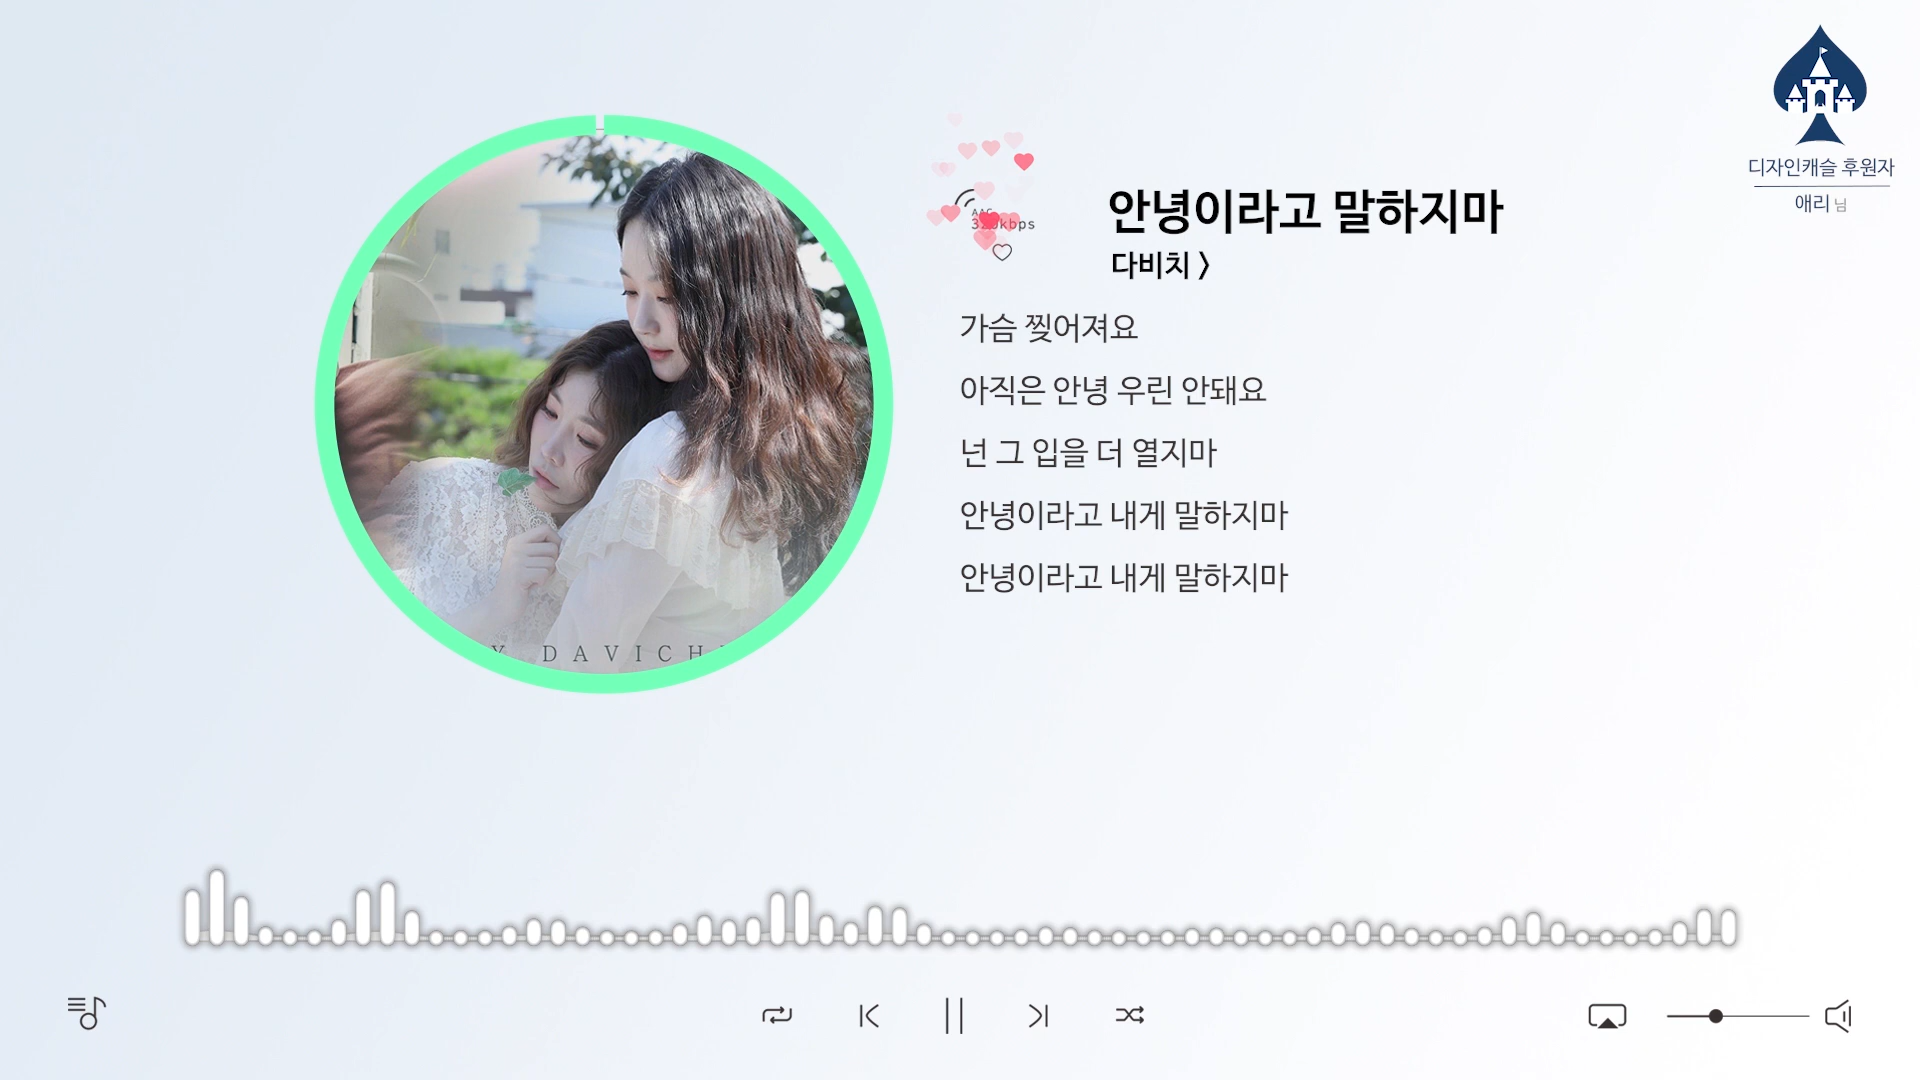 디자인캐슬 후원자
애리 님
안녕이라고 말하지마
다비치 〉
AAC
320kbps
가슴 찢어져요
아직은 안녕 우린 안돼요
넌 그 입을 더 열지마
안녕이라고 내게 말하지마
안녕이라고 내게 말하지마
Y DAVICH